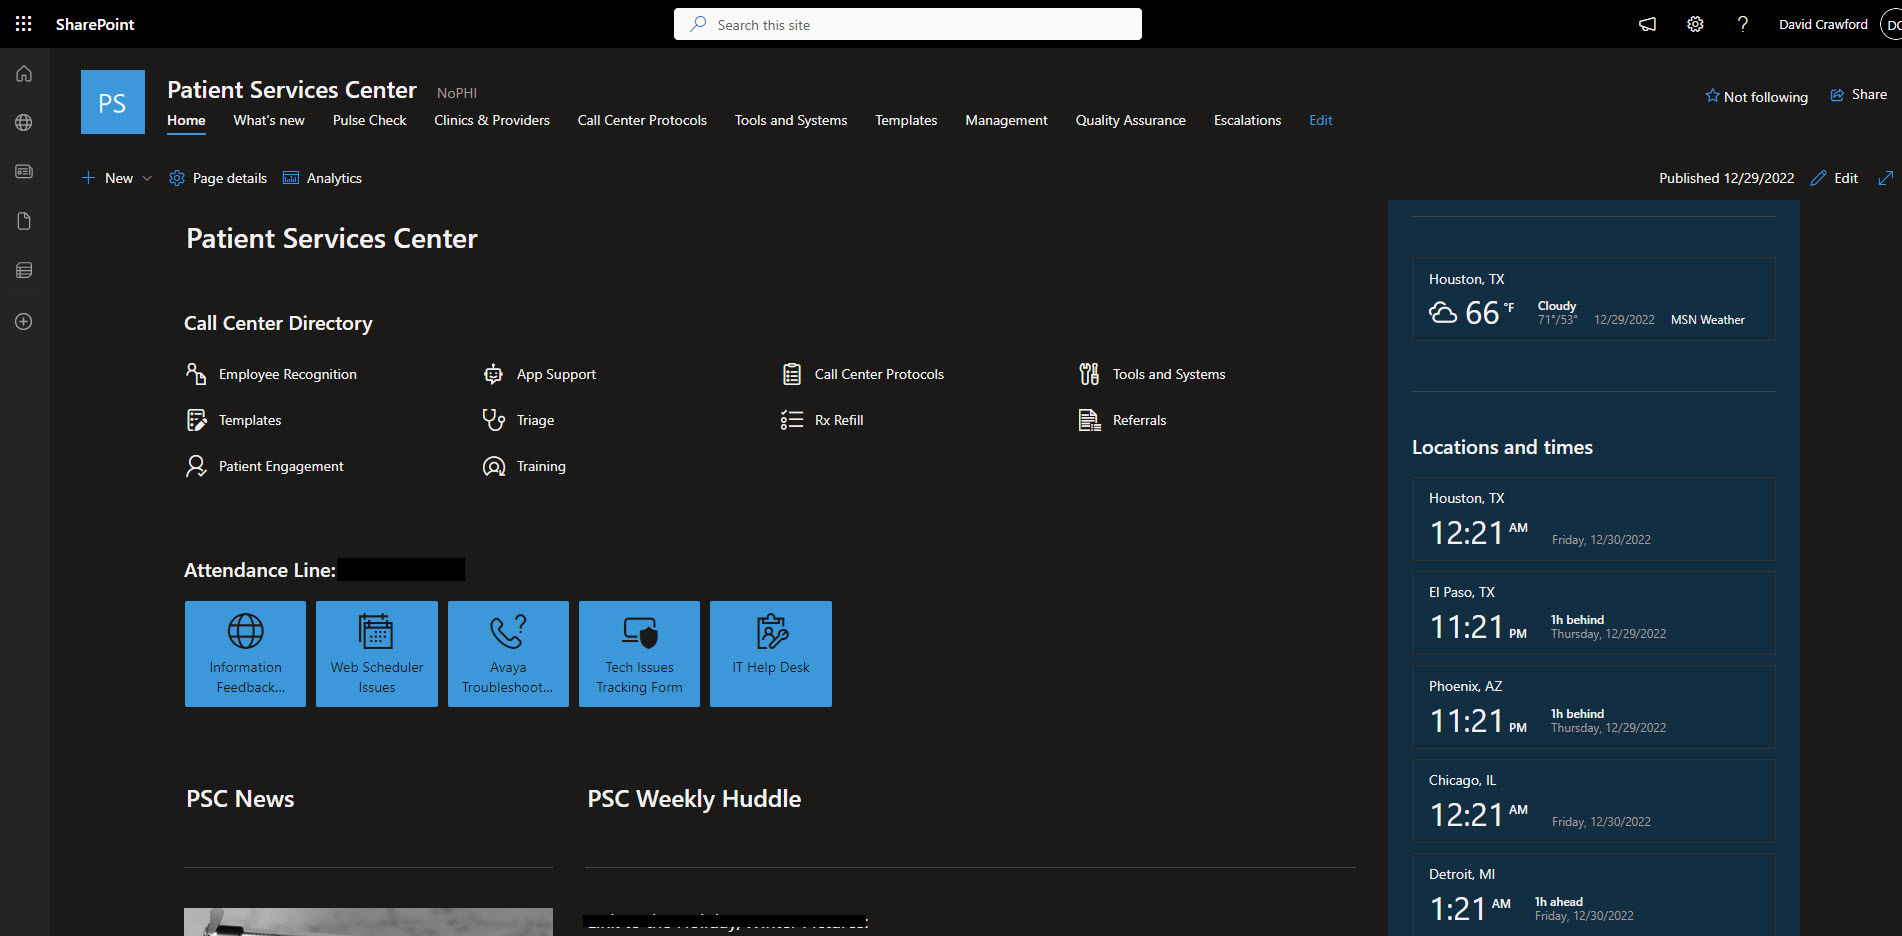 SharePoint
Search this site
David Crawford
PS
Patient Services Center NoPHI
Not following Share
Home What's new Pulse Check Clinics & Providers Call Center Protocols Tools and Systems Templates Management Quality Assurance Escalations Edit
New Page details Analytics
Published 12/29/2022 Edit
Patient Services Center
Call Center Directory
Employee Recognition App Support Call Center Protocols Tools and Systems
Templates Triage Rx Refill Referrals
Patient Engagement Training
Attendance Line:
Information Feedback...
Web Scheduler Issues
Avaya Troubleshoot...
Tech Issues Tracking Form
IT Help Desk
PSC News
PSC Weekly Huddle
Houston, TX
66 °F
Cloudy
71°/53° 12/29/2022 MSN Weather
Locations and times
Houston, TX
12:21 AM
Friday, 12/30/2022
El Paso, TX
11:21 PM
1h behind
Thursday, 12/29/2022
Phoenix, AZ
11:21 PM
1h behind
Thursday, 12/29/2022
Chicago, IL
12:21 AM
Friday, 12/30/2022
Detroit, MI
1:21 AM
1h ahead
Friday, 12/30/2022